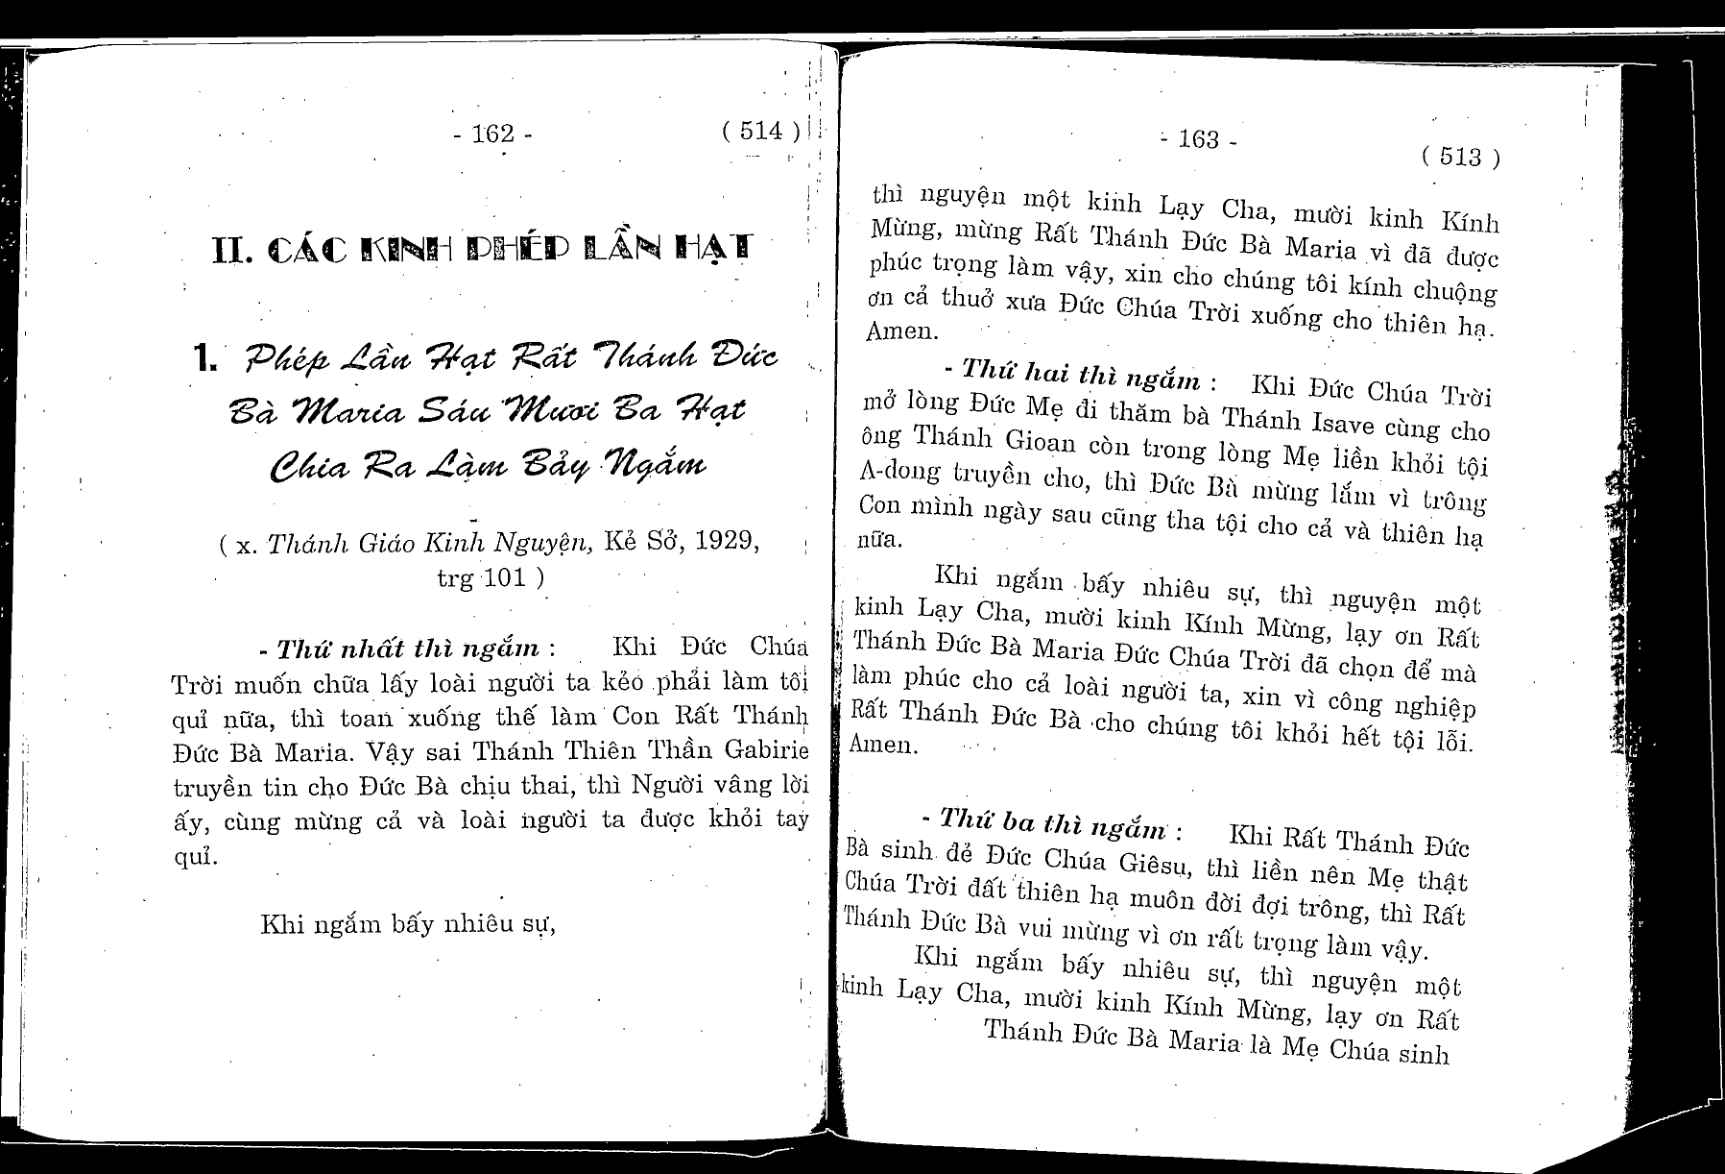 - 162 -
( 514 )
II. CÁC KINH PHÉP LẦN HẠT
1. Phép Lần Hạt Rất Thánh Đức
Bà Maria Sáu Mươi Ba Hạt
Chia Ra Làm Bảy Ngắm
( x. Thánh Giáo Kinh Nguyện, Kẻ Sở, 1929,
trg 101 )
- Thứ nhất thì ngắm : Khi Đức Chúa
Trời muốn chữa lấy loài người ta kẻo phải làm tôi
quỉ nữa, thì toan xuống thế làm Con Rất Thánh
Đức Bà Maria. Vậy sai Thánh Thiên Thần Gabirie
truyền tin cho Đức Bà chịu thai, thì Người vâng lời
ấy, cùng mừng cả và loài người ta được khỏi tay
quỉ.
Khi ngắm bấy nhiêu sự,
- 163 -
( 513 )
thì nguyện một kinh Lạy Cha, mười kinh Kính
Mừng, mừng Rất Thánh Đức Bà Maria vì đã được
phúc trọng làm vậy, xin cho chúng tôi kính chuộng
ơn cả thuở xưa Đức Chúa Trời xuống cho thiên hạ.
Amen.
- Thứ hai thì ngắm : Khi Đức Chúa Trời
mở lòng Đức Mẹ đi thăm bà Thánh Isave cùng cho
ông Thánh Gioan còn trong lòng Mẹ liền khỏi tội
A-dong truyền cho, thì Đức Bà mừng lắm vì trông
Con mình ngày sau cũng tha tội cho cả và thiên hạ
nữa.
Khi ngắm bấy nhiêu sự, thì nguyện một
kinh Lạy Cha, mười kinh Kính Mừng, lạy ơn Rất
Thánh Đức Bà Maria Đức Chúa Trời đã chọn để mà
làm phúc cho cả loài người ta, xin vì công nghiệp
Rất Thánh Đức Bà cho chúng tôi khỏi hết tội lỗi.
Amen.
- Thứ ba thì ngắm : Khi Rất Thánh Đức
Bà sinh đẻ Đức Chúa Giêsu, thì liền nên Mẹ thật
Chúa Trời đất thiên hạ muôn đời đợi trông, thì Rất
Thánh Đức Bà vui mừng vì ơn rất trọng làm vậy.
Khi ngắm bấy nhiêu sự, thì nguyện một
kinh Lạy Cha, mười kinh Kính Mừng, lạy ơn Rất
Thánh Đức Bà Maria là Mẹ Chúa sinh